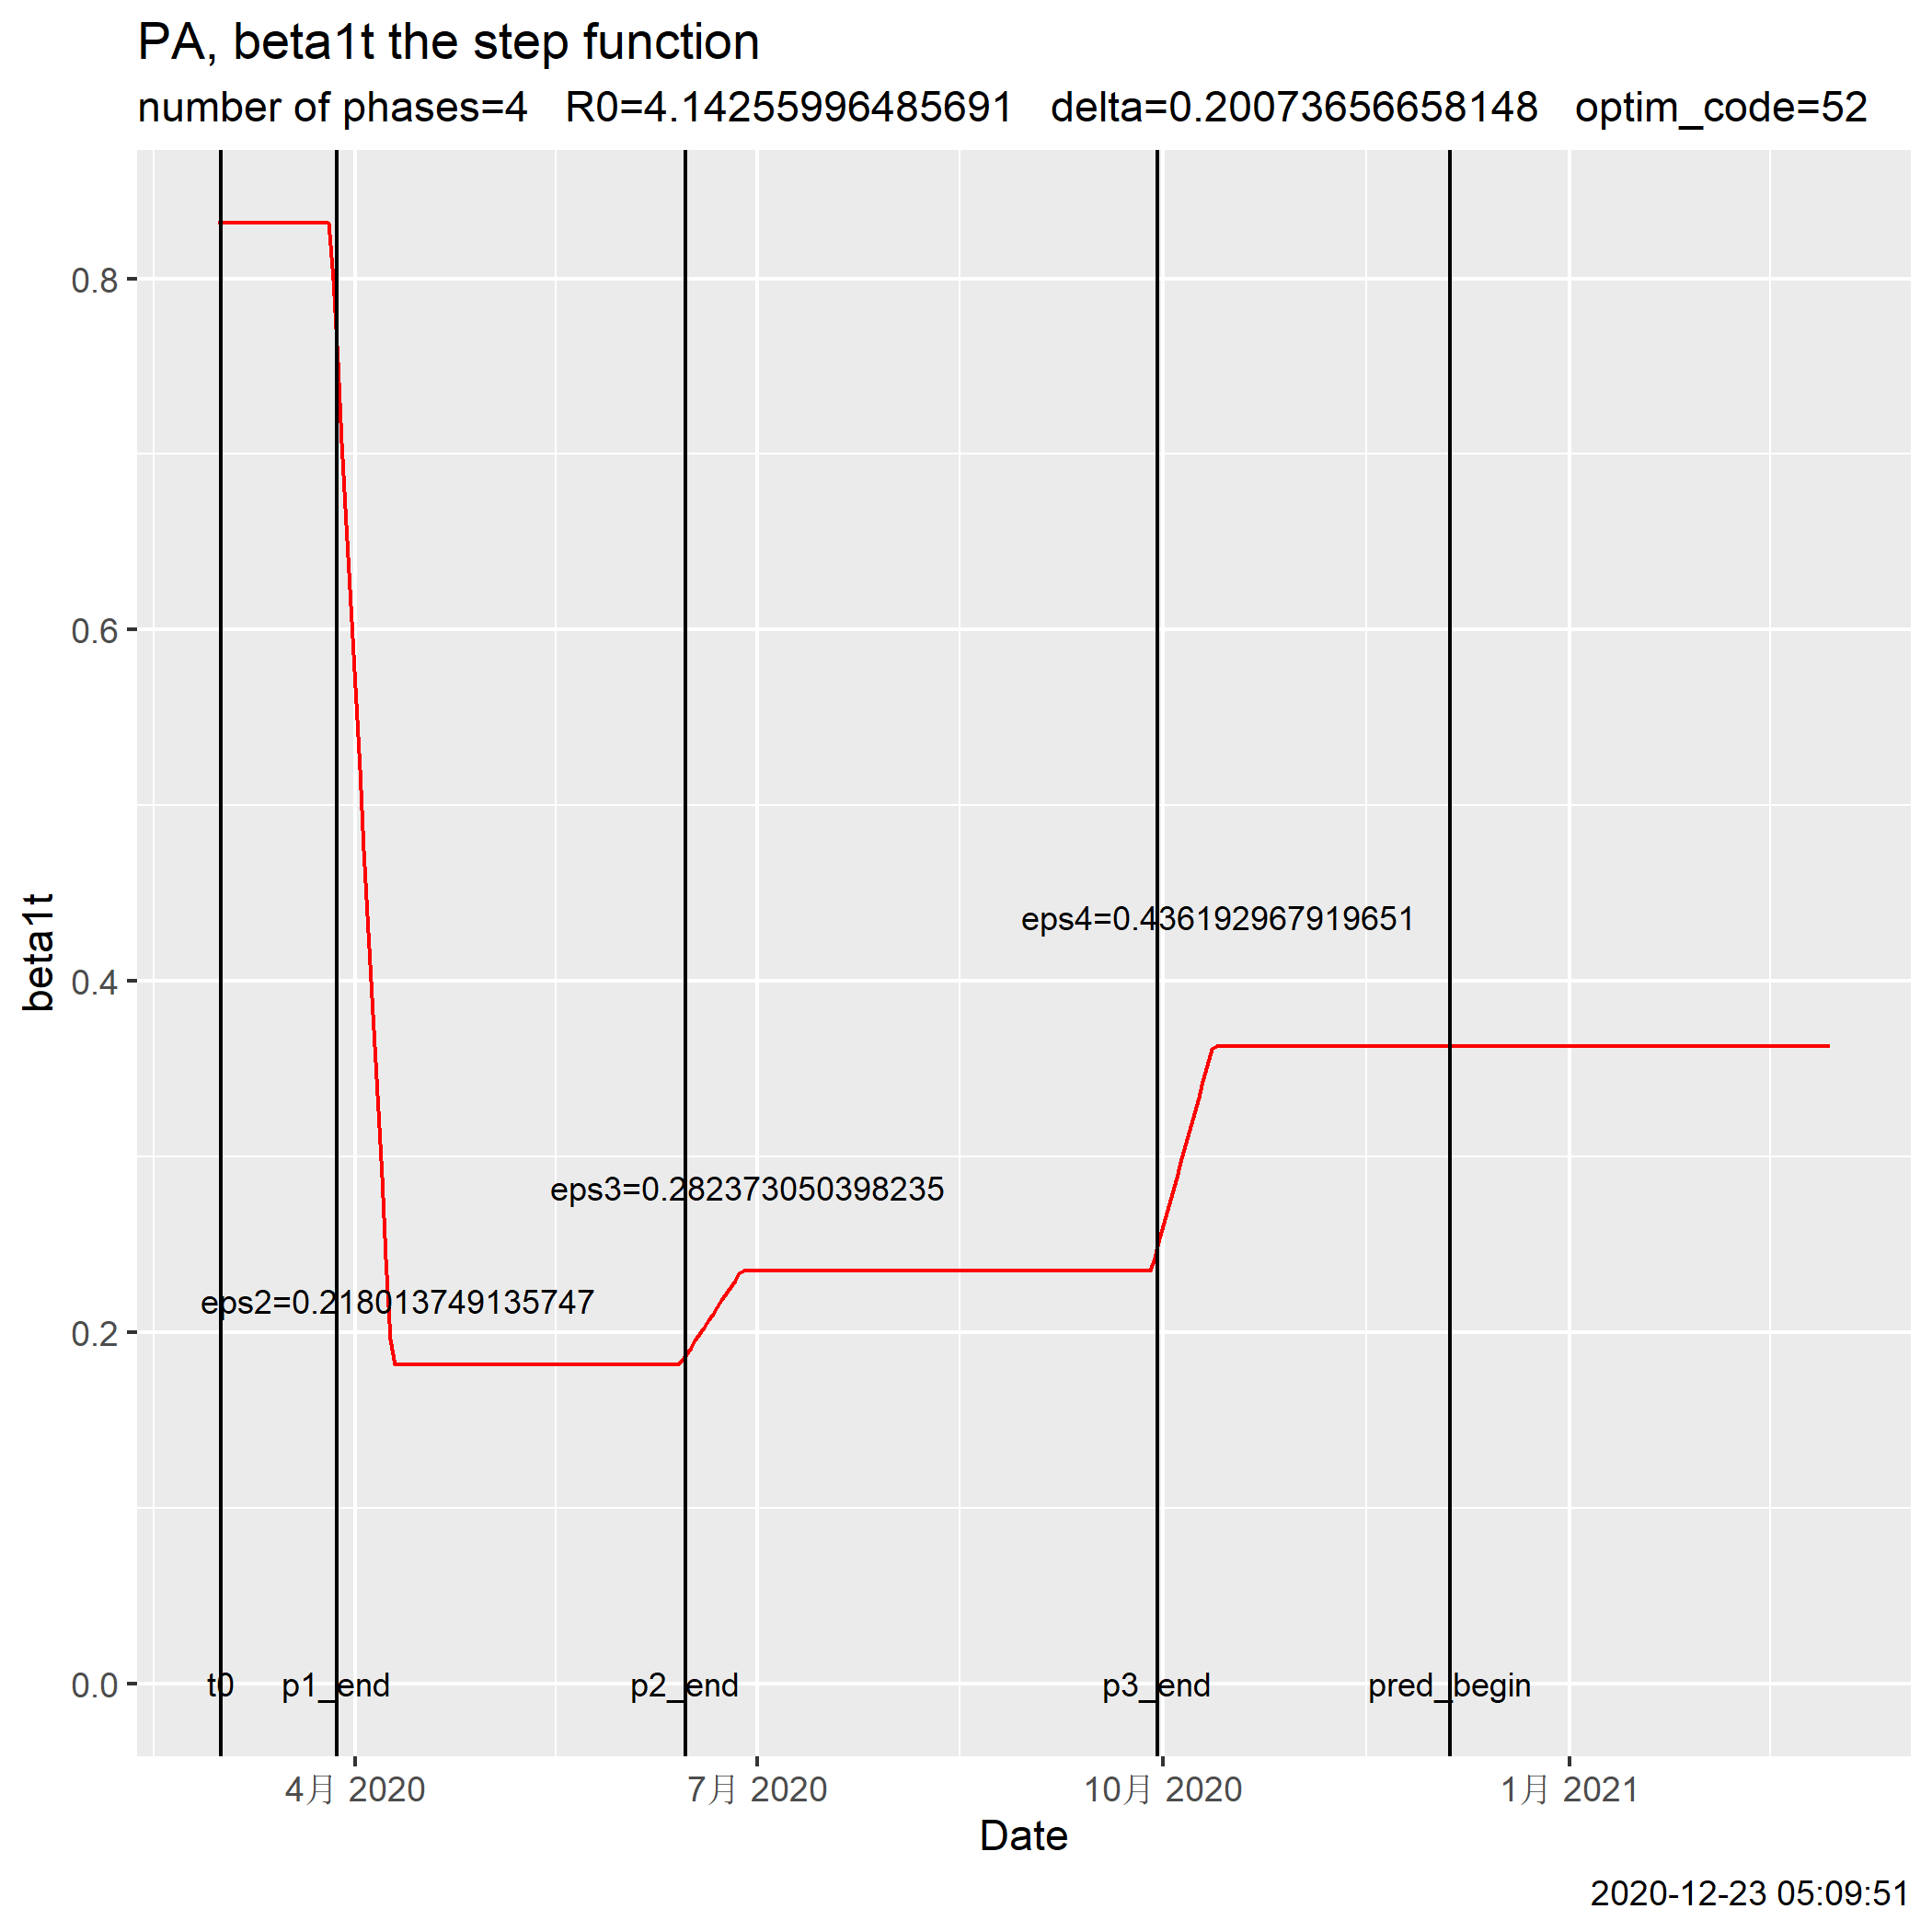 PA, beta1t the step function
number of phases=4 R0=4.14255996485691 delta=0.20073656658148 optim_code=52
0.8
0.6
0.4
0.2
0.0
beta1t
eps4=0.436192967919651
eps3=0.282373050398235
eps2=0.218013749135747
t0 p1_end p2_end p3_end pred_begin
4月 2020 7月 2020 10月 2020 1月 2021
Date
2020-12-23 05:09:51